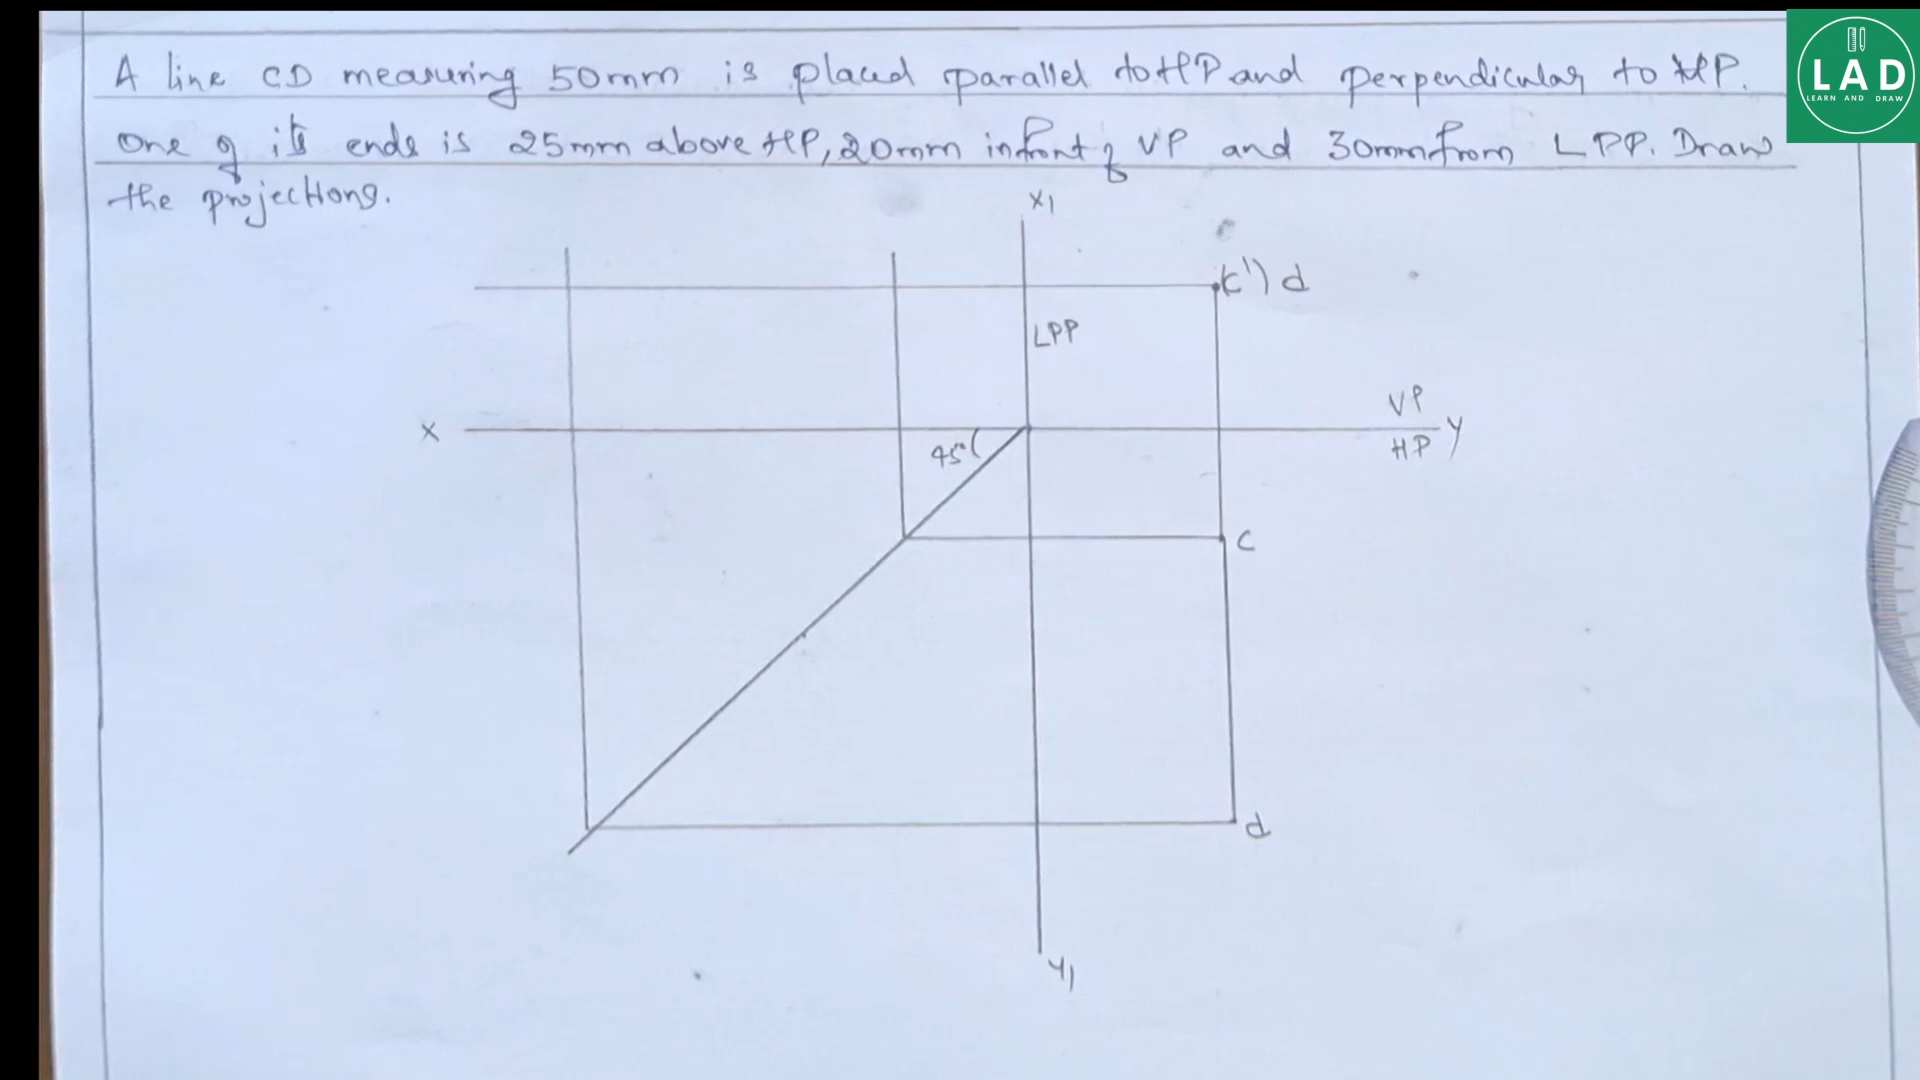 A line CD measuring 50mm is placed parallel to HP and perpendicular to HP.
One of its ends is 25mm above HP, 20mm infront of VP and 30mm from LPP. Draw
the projections.
X1
(c') d
LPP
VP
X
HP
Y
45°
c
d
Y1
LAD
LEARN AND DRAW